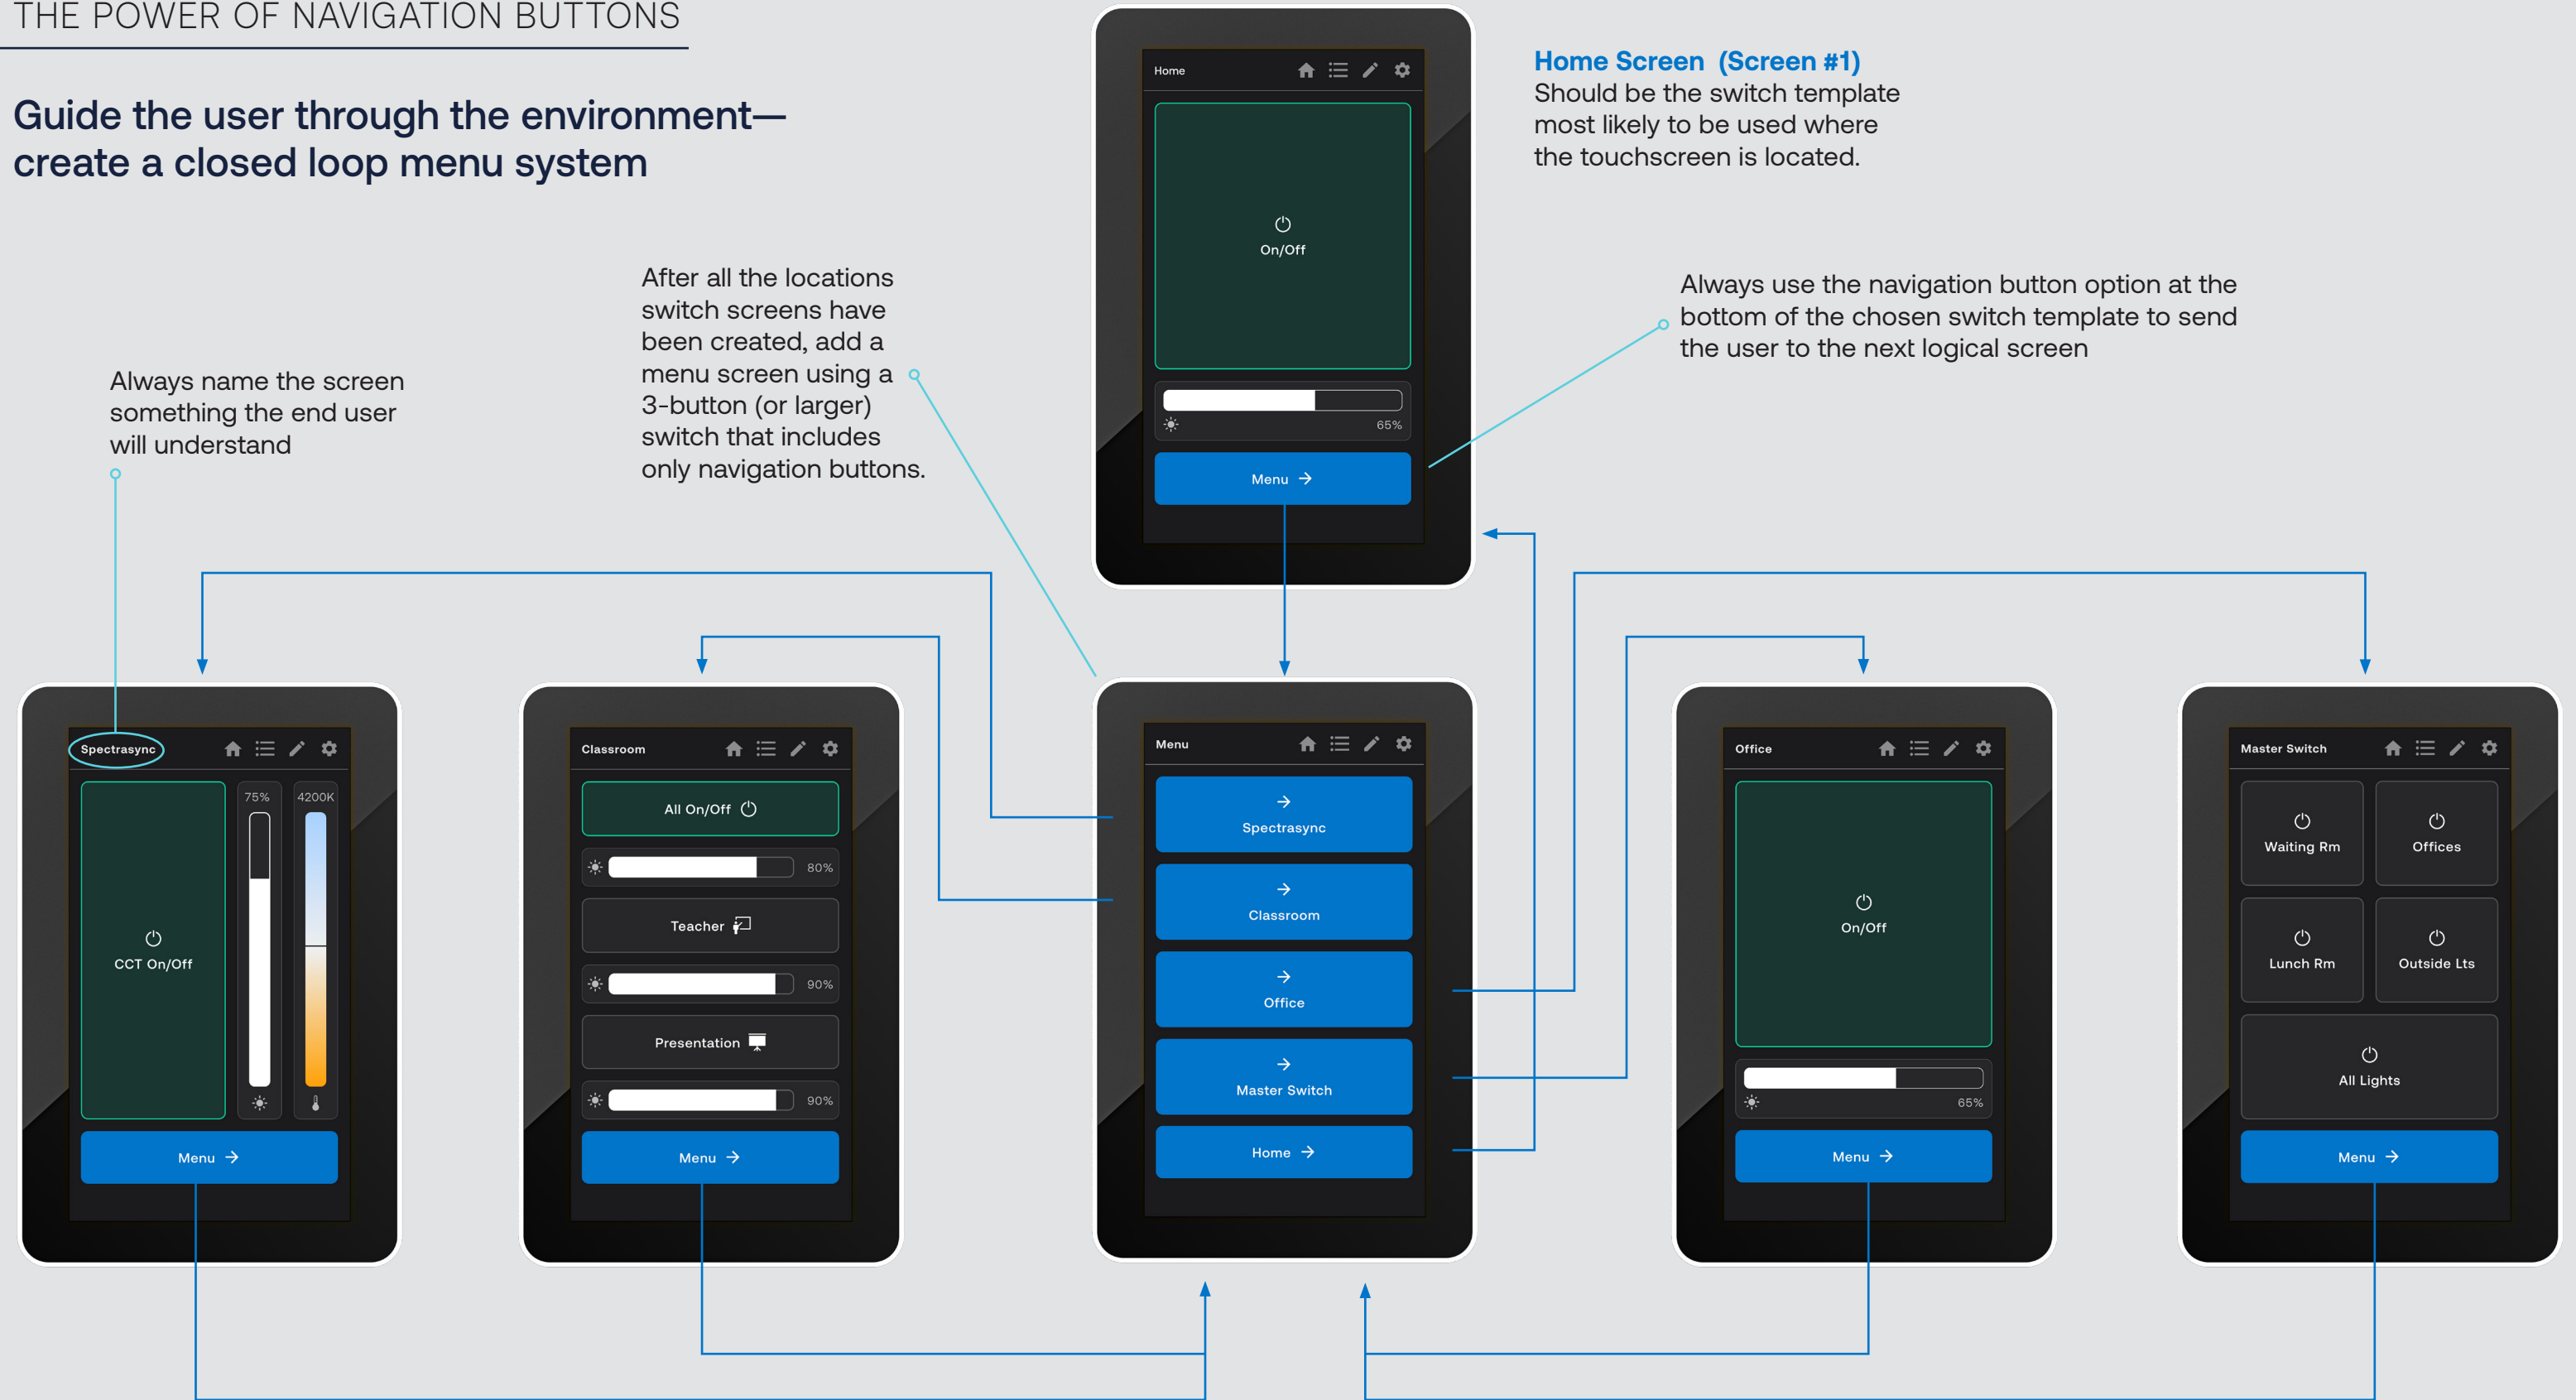 THE POWER OF NAVIGATION BUTTONS
Guide the user through the environment—
create a closed loop menu system
Home
On/Off
65%
Menu
Home Screen (Screen #1)
Should be the switch template
most likely to be used where
the touchscreen is located.
Always use the navigation button option at the
bottom of the chosen switch template to send
the user to the next logical screen
After all the locations
switch screens have
been created, add a
menu screen using a
3-button (or larger)
switch that includes
only navigation buttons.
Always name the screen
something the end user
will understand
Spectrasync
75%
4200K
CCT On/Off
Menu
Classroom
All On/Off
80%
Teacher
90%
Presentation
90%
Menu
Menu
Spectrasync
Classroom
Office
Master Switch
Home
Office
On/Off
65%
Menu
Master Switch
Waiting Rm
Offices
Lunch Rm
Outside Lts
All Lights
Menu